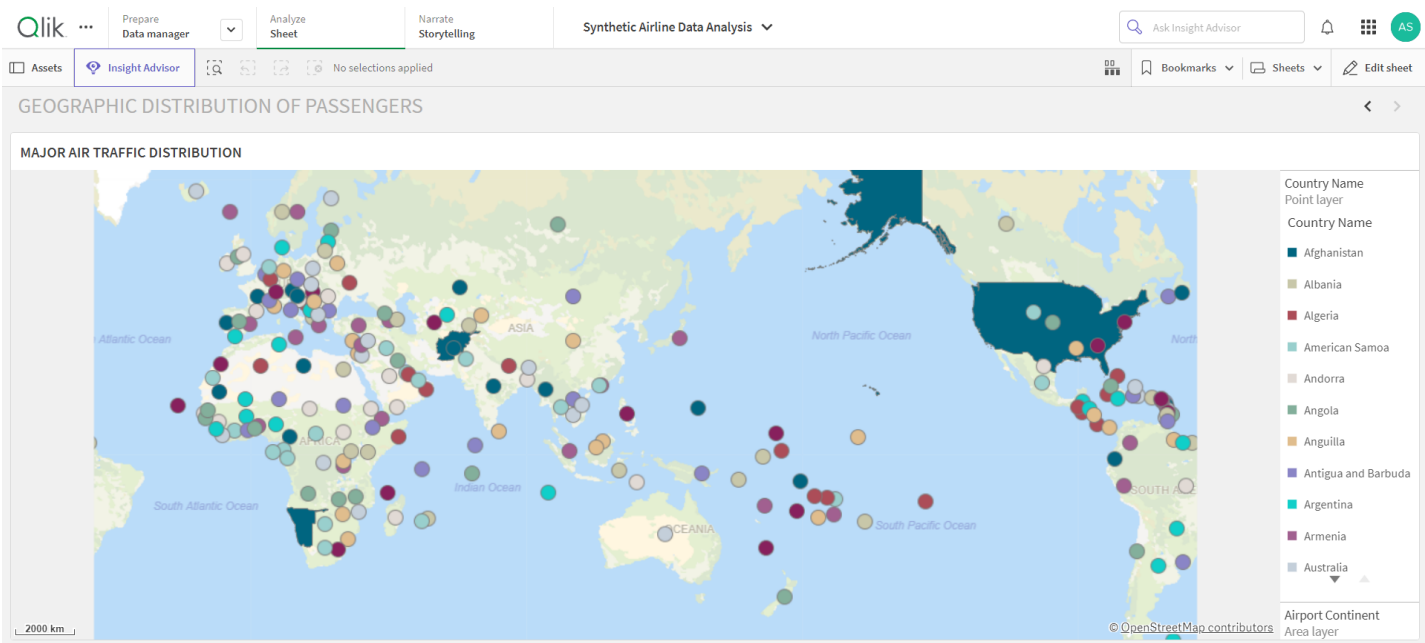 Qlik
Prepare
Data manager
Analyze
Sheet
Narrate
Storytelling
Synthetic Airline Data Analysis
Ask Insight Advisor
AS
Assets
Insight Advisor
No selections applied
Bookmarks
Sheets
Edit sheet
GEOGRAPHIC DISTRIBUTION OF PASSENGERS
MAJOR AIR TRAFFIC DISTRIBUTION
Country Name
Point layer
Country Name
Afghanistan
Albania
Algeria
American Samoa
Andorra
Angola
Anguilla
Antigua and Barbuda
Argentina
Armenia
Australia
Airport Continent
Area layer
ASIA
Atlantic Ocean
North Pacific Ocean
North
AFRICA
Indian Ocean
South Atlantic Ocean
OCEANIA
South Pacific Ocean
SOUTH
2000 km
© OpenStreetMap contributors